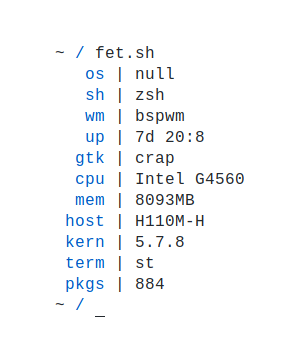 ~ / fet.sh
os | null
sh | zsh
wm | bspwm
up | 7d 20:8
gtk | crap
cpu | Intel G4560
mem | 8093MB
host | H110M-H
kern | 5.7.8
term | st
pkgs | 884
~ / _